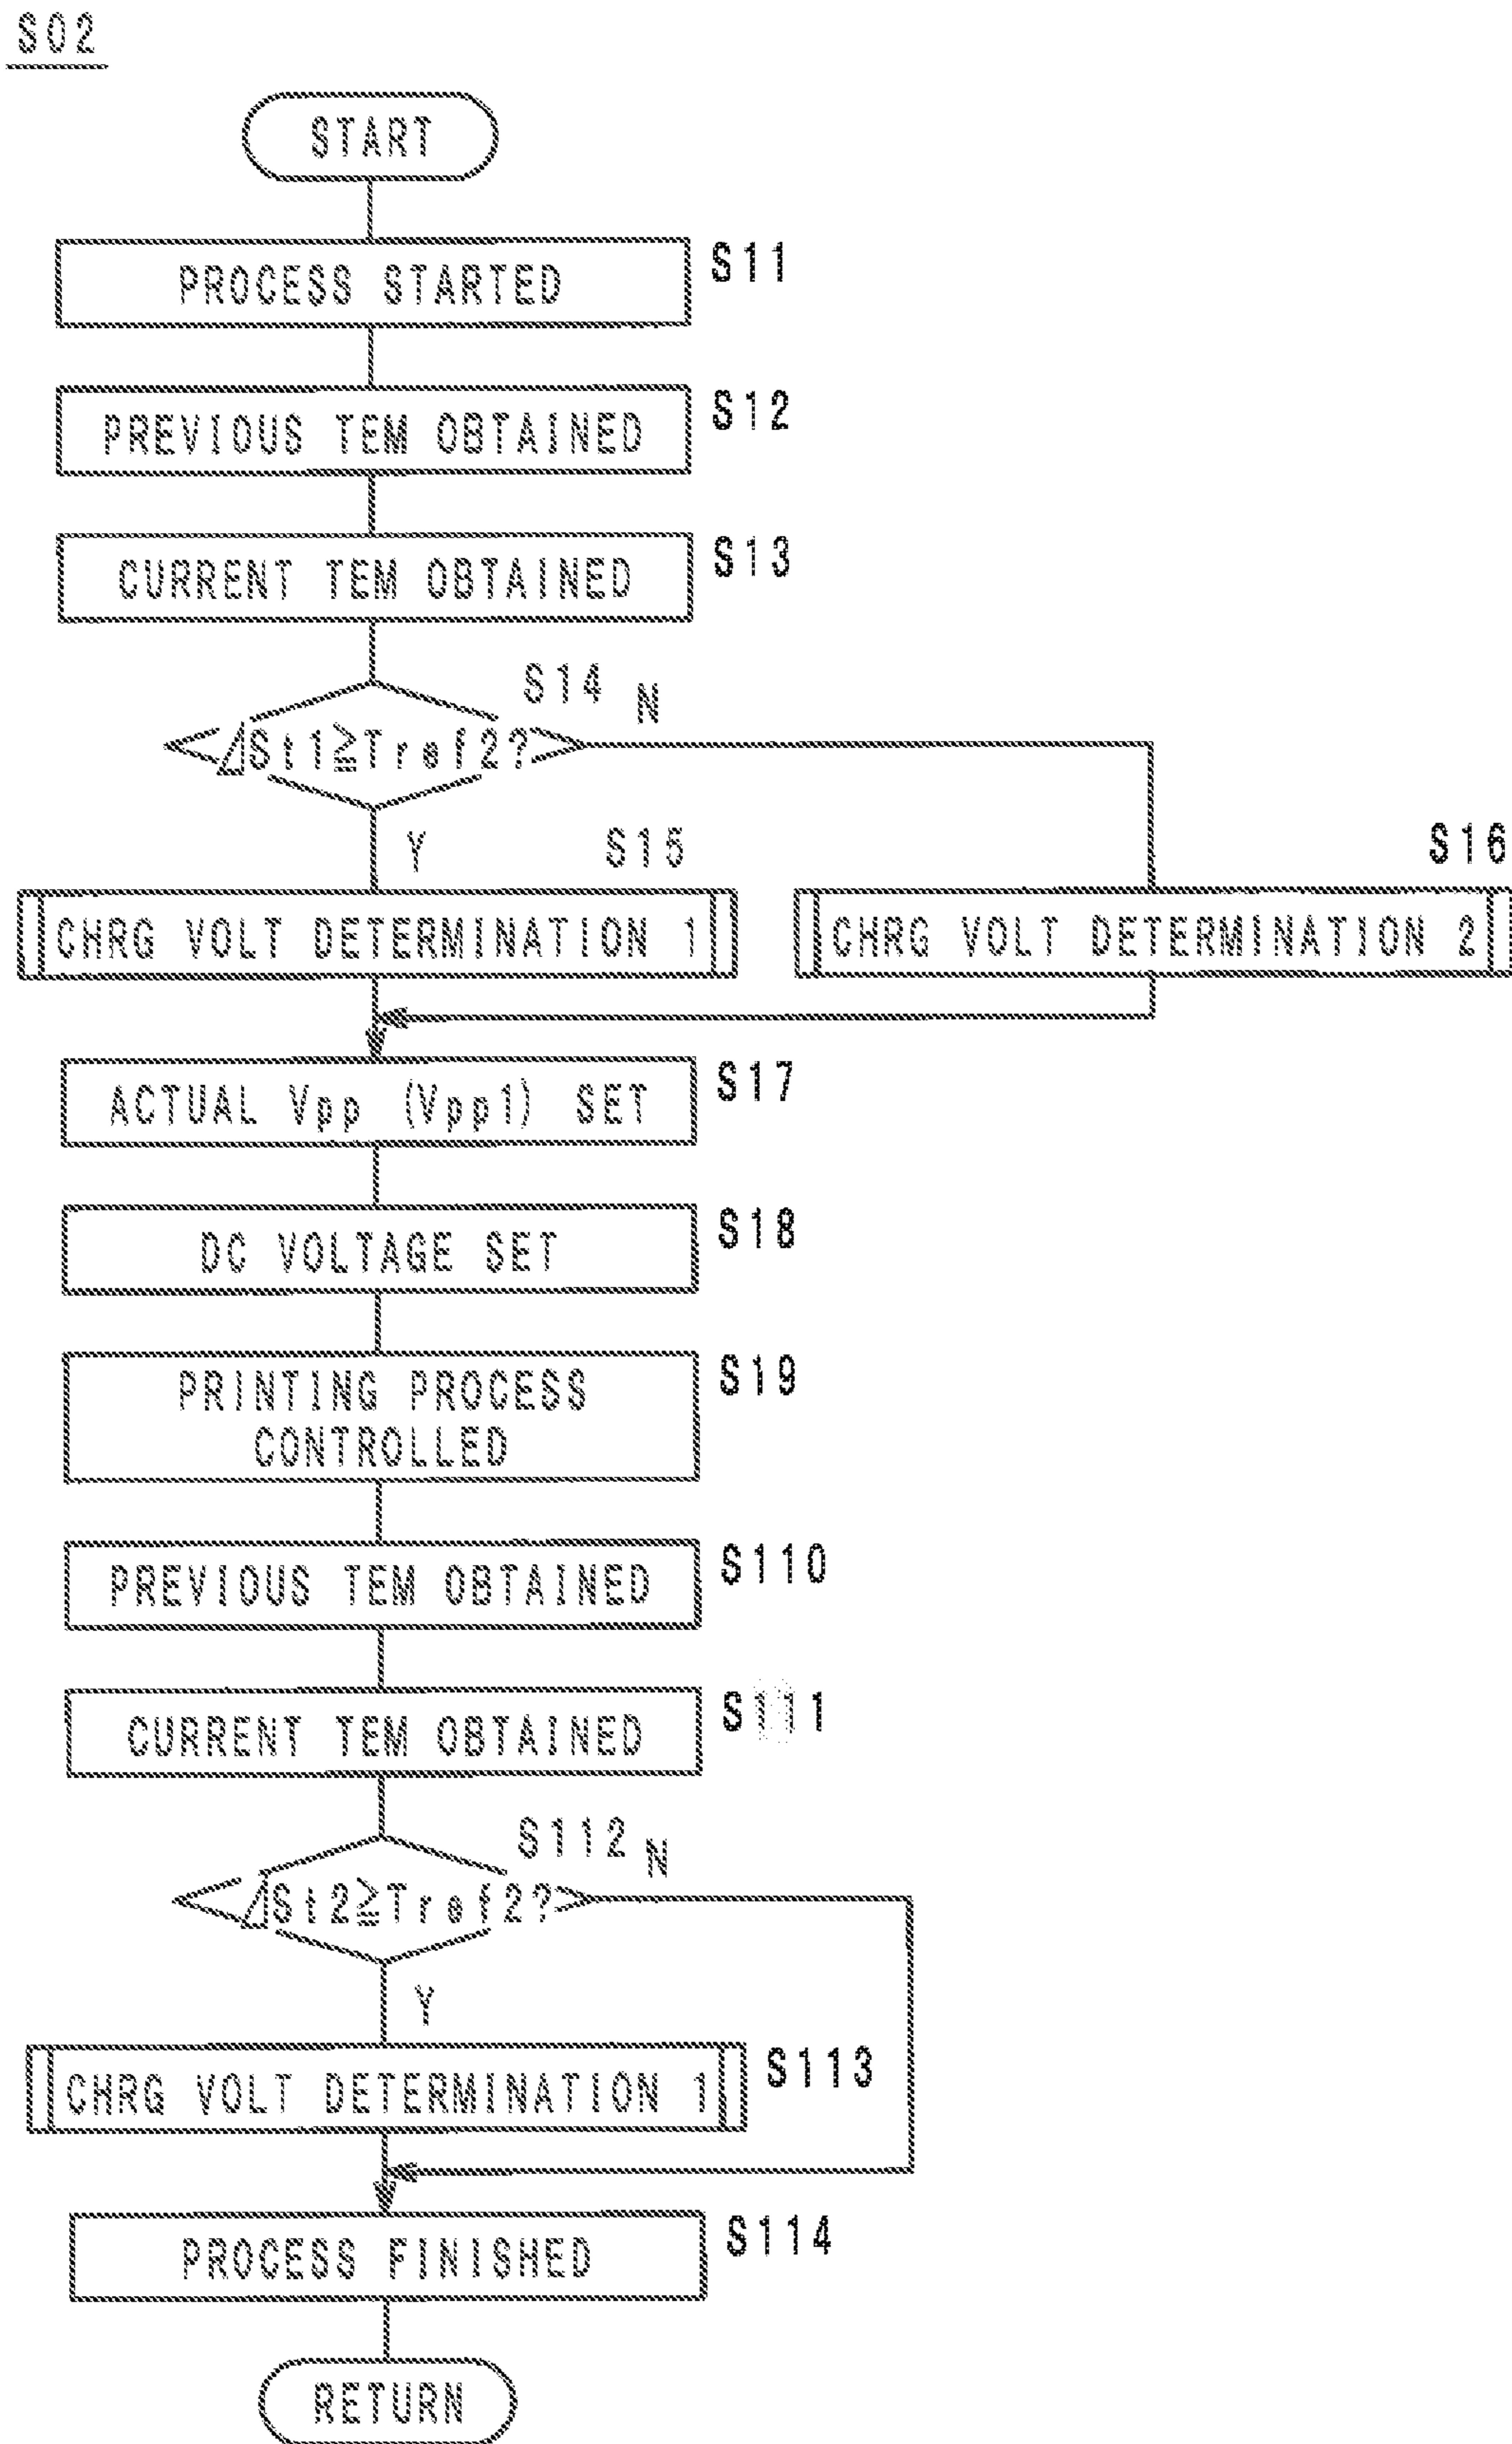 S02
START
PROCESS STARTED
S11
PREVIOUS TEM OBTAINED
S12
CURRENT TEM OBTAINED
S13
S14
N
⊿St1≧Tref2?
Y
S15
S16
CHRG VOLT DETERMINATION 1
CHRG VOLT DETERMINATION 2
ACTUAL Vpp (Vpp1) SET
S17
DC VOLTAGE SET
S18
PRINTING PROCESS
CONTROLLED
S19
PREVIOUS TEM OBTAINED
S110
CURRENT TEM OBTAINED
S111
S112
N
⊿St2≧Tref2?
Y
CHRG VOLT DETERMINATION 1
S113
PROCESS FINISHED
S114
RETURN